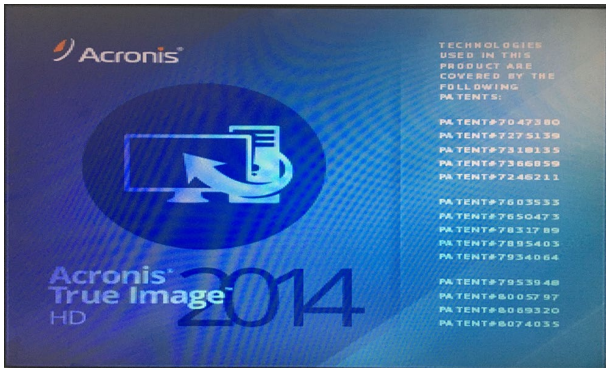 Acronis®
TECHNOLOGIES
USED IN THIS
PRODUCT ARE
COVERED BY THE
FOLLOWING
PATENTS:
PATENT#7047380
PATENT#7275139
PATENT#7318135
PATENT#7366859
PATENT#7246211
PATENT#7603533
PATENT#7650473
PATENT#7831789
PATENT#7895403
PATENT#7934064
PATENT#7953948
PATENT#8005797
PATENT#8069320
PATENT#8074035
Acronis®
True Image™ 2014
HD